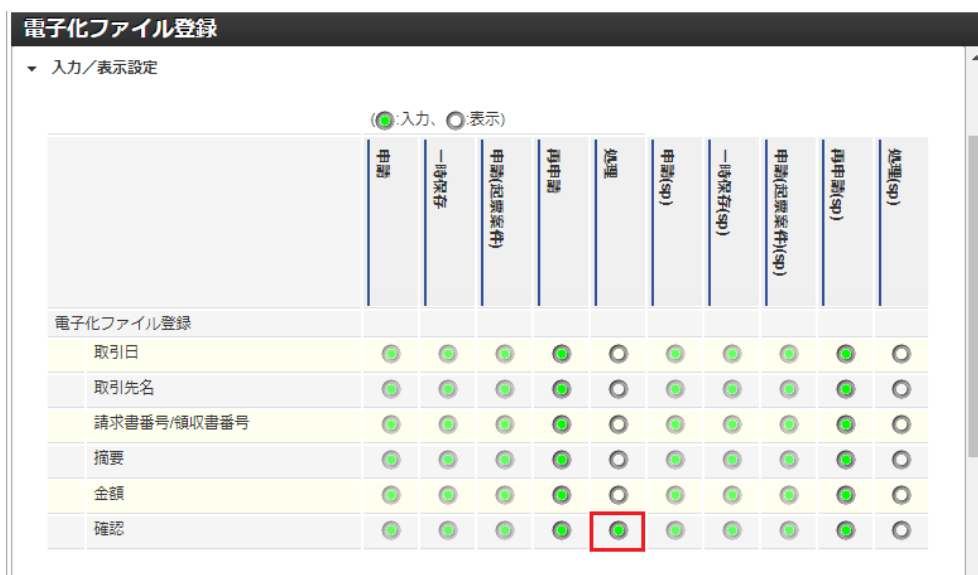 電子化ファイル登録
入力／表示設定
(:入力、:表示)
申請
一時保存
申請(起票案件)
再申請
処理
申請(sp)
一時保存(sp)
申請(起票案件)(sp)
再申請(sp)
処理(sp)
電子化ファイル登録
取引日
取引先名
請求書番号/領収書番号
摘要
金額
確認